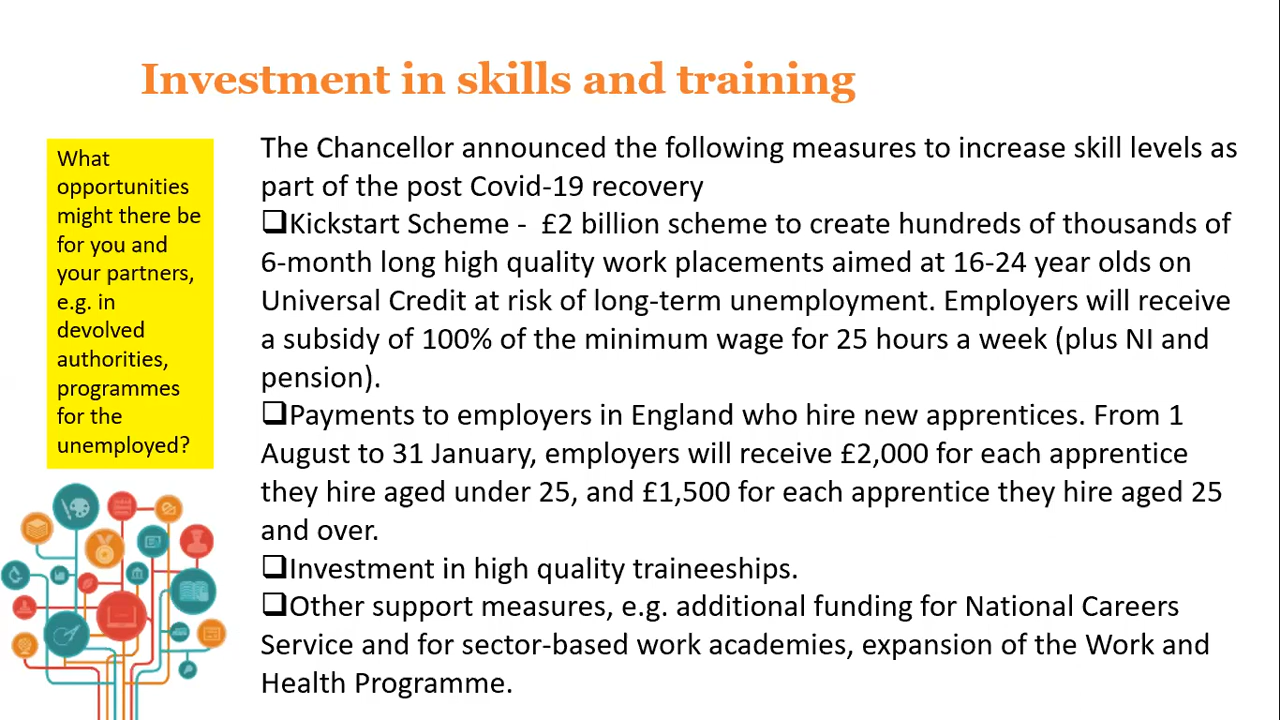 Investment in skills and training
What
opportunities
might there be
for you and
your partners,
e.g. in
devolved
authorities,
programmes
for the
unemployed?
The Chancellor announced the following measures to increase skill levels as
part of the post Covid-19 recovery
❑Kickstart Scheme -  £2 billion scheme to create hundreds of thousands of
6-month long high quality work placements aimed at 16-24 year olds on
Universal Credit at risk of long-term unemployment. Employers will receive
a subsidy of 100% of the minimum wage for 25 hours a week (plus NI and
pension).
❑Payments to employers in England who hire new apprentices. From 1
August to 31 January, employers will receive £2,000 for each apprentice
they hire aged under 25, and £1,500 for each apprentice they hire aged 25
and over.
❑Investment in high quality traineeships.
❑Other support measures, e.g. additional funding for National Careers
Service and for sector-based work academies, expansion of the Work and
Health Programme.